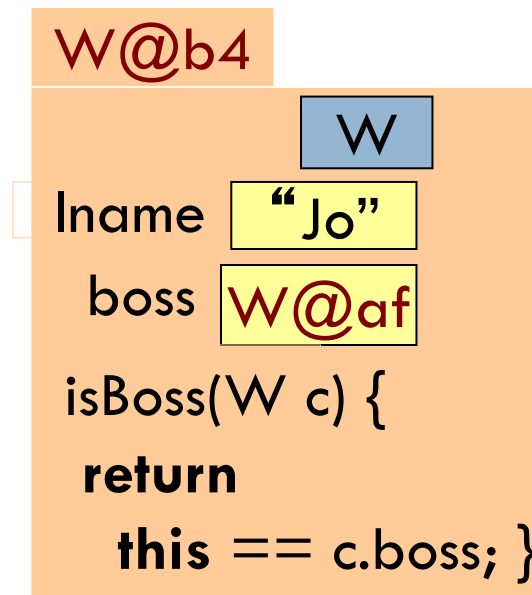 W@b4
W
lname “Jo”
boss W@af
isBoss(W c) {
return
this == c.boss; }